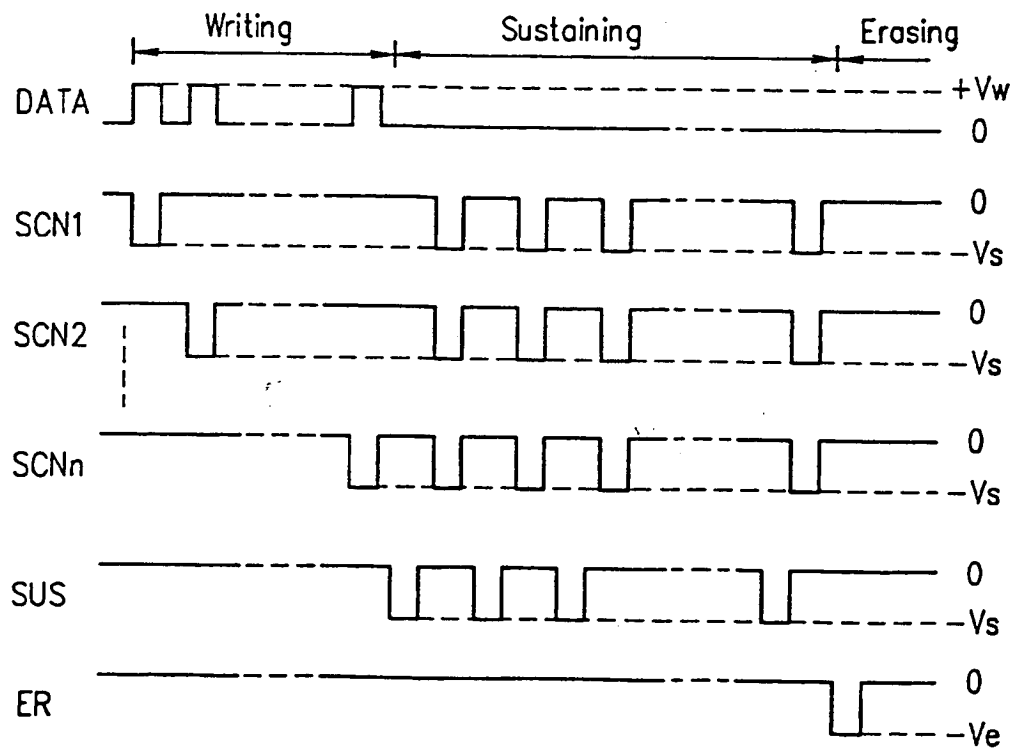 Writing Sustaining Erasing
DATA +Vw
0
SCN1 0
-Vs
SCN2 0
-Vs
SCNn 0
-Vs
SUS 0
-Vs
ER 0
-Ve